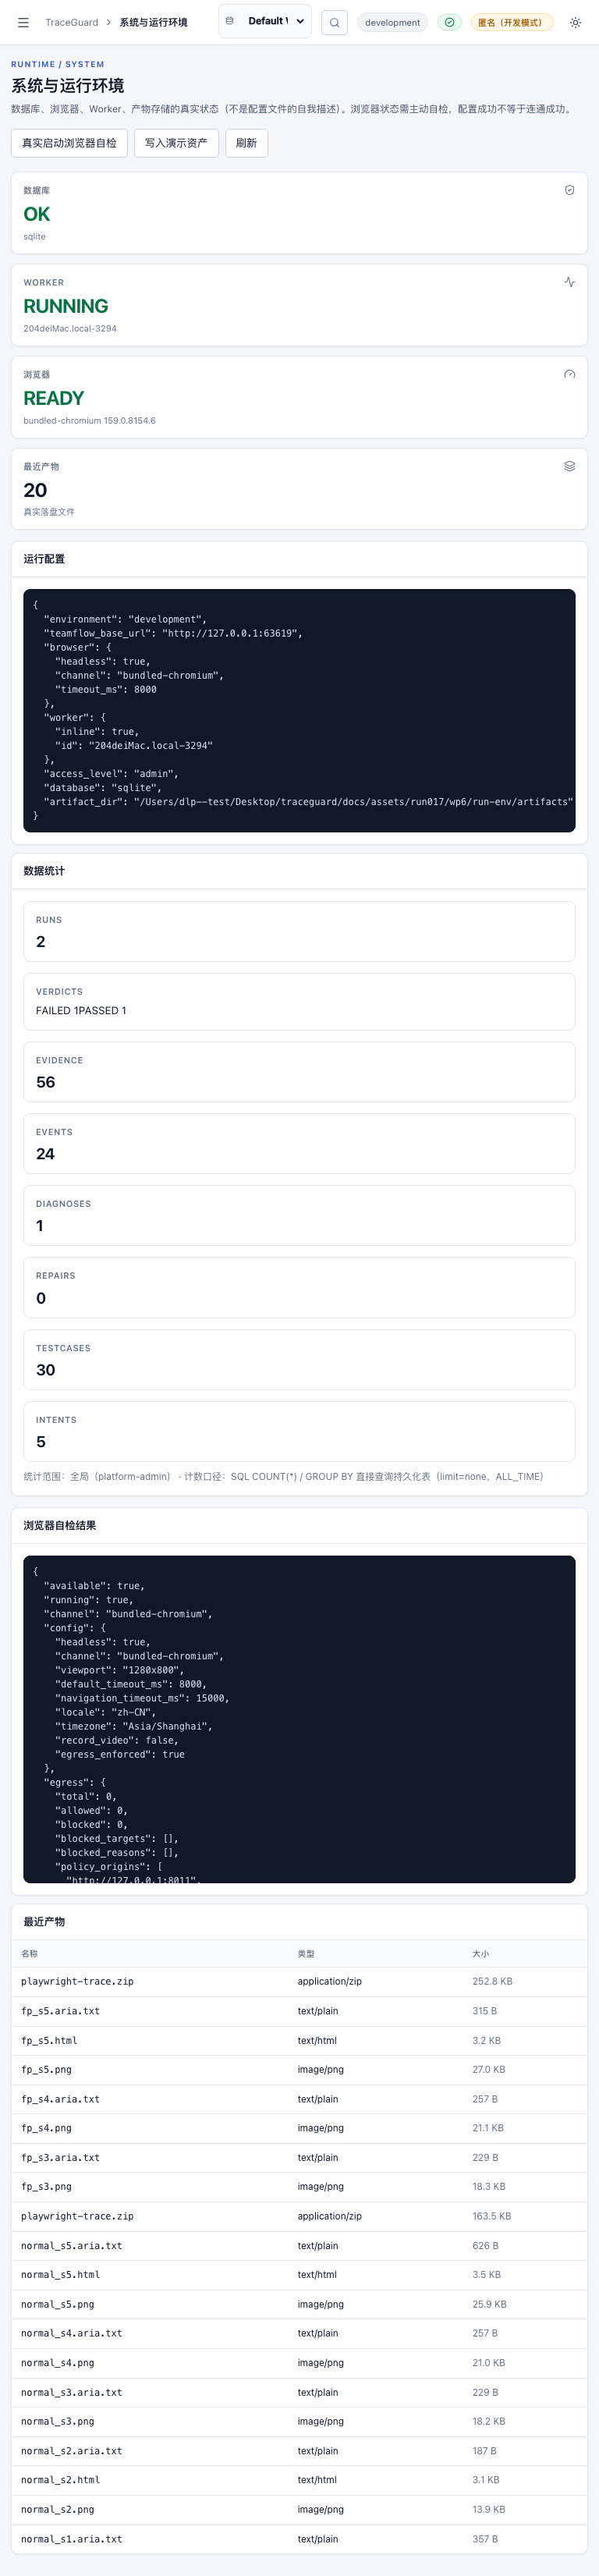 TraceGuard > 系统与运行环境
Default
development
匿名（开发模式）
RUNTIME / SYSTEM
系统与运行环境
数据库、浏览器、Worker、产物存储的真实状态（不是配置文件的自我描述）。浏览器状态需主动自检，配置成功不等于连通成功。
真实启动浏览器自检
写入演示资产
刷新
数据库
OK
sqlite
WORKER
RUNNING
204deiMac.local-3294
浏览器
READY
bundled-chromium 159.0.8154.6
最近产物
20
真实落盘文件
运行配置
{
"environment": "development",
"teamflow_base_url": "http://127.0.0.1:63619",
"browser": {
"headless": true,
"channel": "bundled-chromium",
"timeout_ms": 8000
},
"worker": {
"inline": true,
"id": "204deiMac.local-3294"
},
"access_level": "admin",
"database": "sqlite",
"artifact_dir": "/Users/dlp--test/Desktop/traceguard/docs/assets/run017/wp6/run-env/artifacts"
}
数据统计
RUNS
2
VERDICTS
FAILED 1PASSED 1
EVIDENCE
56
EVENTS
24
DIAGNOSES
1
REPAIRS
0
TESTCASES
30
INTENTS
5
统计范围：全局（platform-admin） · 计数口径：SQL COUNT(*) / GROUP BY 直接查询持久化表（limit=none，ALL_TIME）
浏览器自检结果
{
"available": true,
"running": true,
"channel": "bundled-chromium",
"config": {
"headless": true,
"channel": "bundled-chromium",
"viewport": "1280x800",
"default_timeout_ms": 8000,
"navigation_timeout_ms": 15000,
"locale": "zh-CN",
"timezone": "Asia/Shanghai",
"record_video": false,
"egress_enforced": true
},
"egress": {
"total": 0,
"allowed": 0,
"blocked": 0,
"blocked_targets": [],
"blocked_reasons": [],
"policy_origins": [
"http://127.0.0.1:8011",
最近产物
名称 类型 大小
playwright-trace.zip application/zip 252.8 KB
fp_s5.aria.txt text/plain 315 B
fp_s5.html text/html 3.2 KB
fp_s5.png image/png 27.0 KB
fp_s4.aria.txt text/plain 257 B
fp_s4.png image/png 21.1 KB
fp_s3.aria.txt text/plain 229 B
fp_s3.png image/png 18.3 KB
playwright-trace.zip application/zip 163.5 KB
normal_s5.aria.txt text/plain 626 B
normal_s5.html text/html 3.5 KB
normal_s5.png image/png 25.9 KB
normal_s4.aria.txt text/plain 257 B
normal_s4.png image/png 21.0 KB
normal_s3.aria.txt text/plain 229 B
normal_s3.png image/png 18.2 KB
normal_s2.aria.txt text/plain 187 B
normal_s2.html text/html 3.1 KB
normal_s2.png image/png 13.9 KB
normal_s1.aria.txt text/plain 357 B